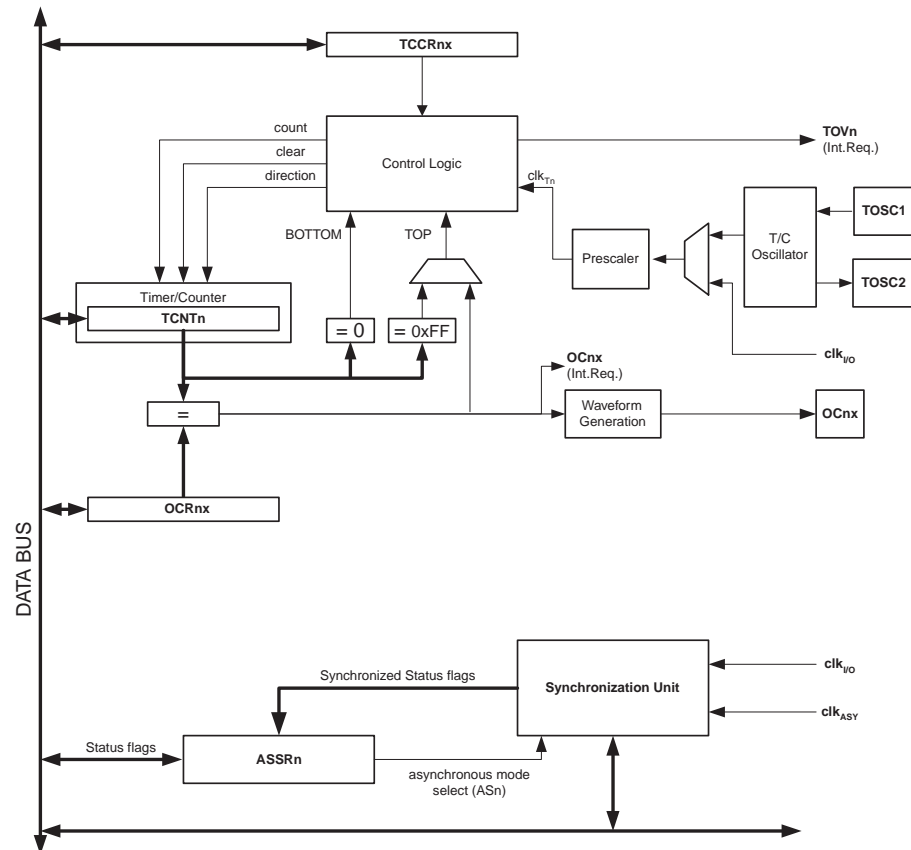 TCCRnx
count
clear
direction
Control Logic
TOVn
(Int.Req.)
clkTn
BOTTOM
TOP
Prescaler
T/C
Oscillator
TOSC1
TOSC2
Timer/Counter
TCNTn
= 0
= 0xFF
clkI/O
OCnx
(Int.Req.)
=
Waveform
Generation
OCnx
OCRnx
DATA BUS
Synchronized Status flags
Synchronization Unit
clkI/O
clkASY
Status flags
ASSRn
asynchronous mode
select (ASn)